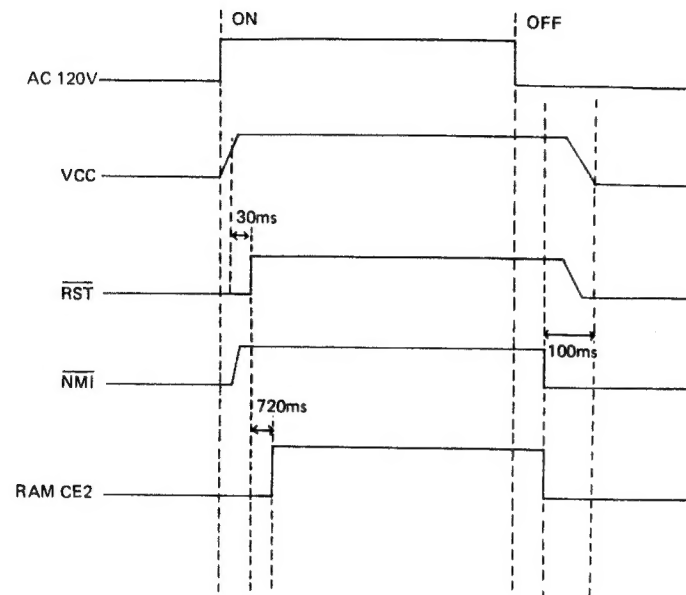 ON
OFF
AC 120V
VCC
30ms
RST
100ms
NMI
720ms
RAM CE2